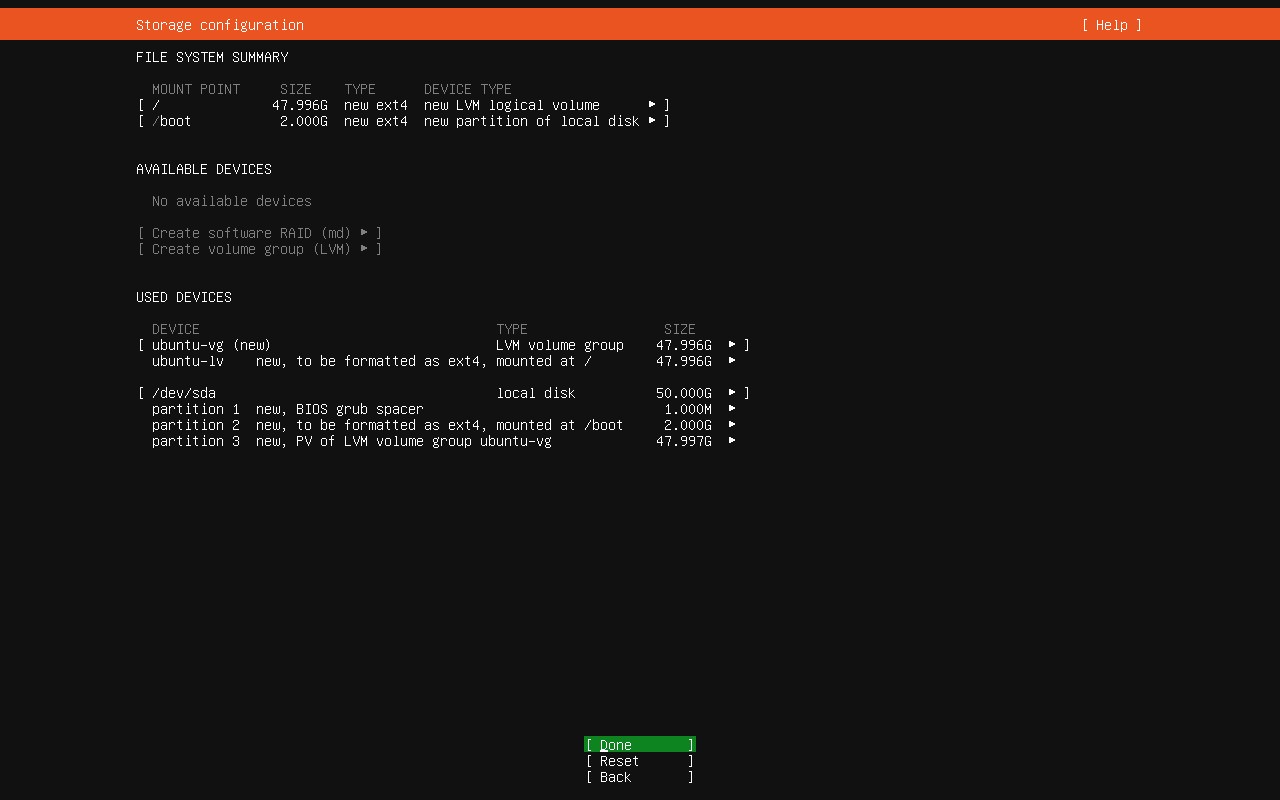 Storage configuration [ Help ]
FILE SYSTEM SUMMARY
MOUNT POINT SIZE TYPE DEVICE TYPE
[ / 47.996G new ext4 new LVM logical volume ▸ ]
[ /boot 2.000G new ext4 new partition of local disk ▸ ]
AVAILABLE DEVICES
No available devices
[ Create software RAID (md) ▸ ]
[ Create volume group (LVM) ▸ ]
USED DEVICES
DEVICE TYPE SIZE
[ ubuntu-vg (new) LVM volume group 47.996G ▸ ]
ubuntu-lv new, to be formatted as ext4, mounted at / 47.996G ▸
[ /dev/sda local disk 50.000G ▸ ]
partition 1 new, BIOS grub spacer 1.000M ▸
partition 2 new, to be formatted as ext4, mounted at /boot 2.000G ▸
partition 3 new, PV of LVM volume group ubuntu-vg 47.997G ▸
[ Done ]
[ Reset ]
[ Back ]